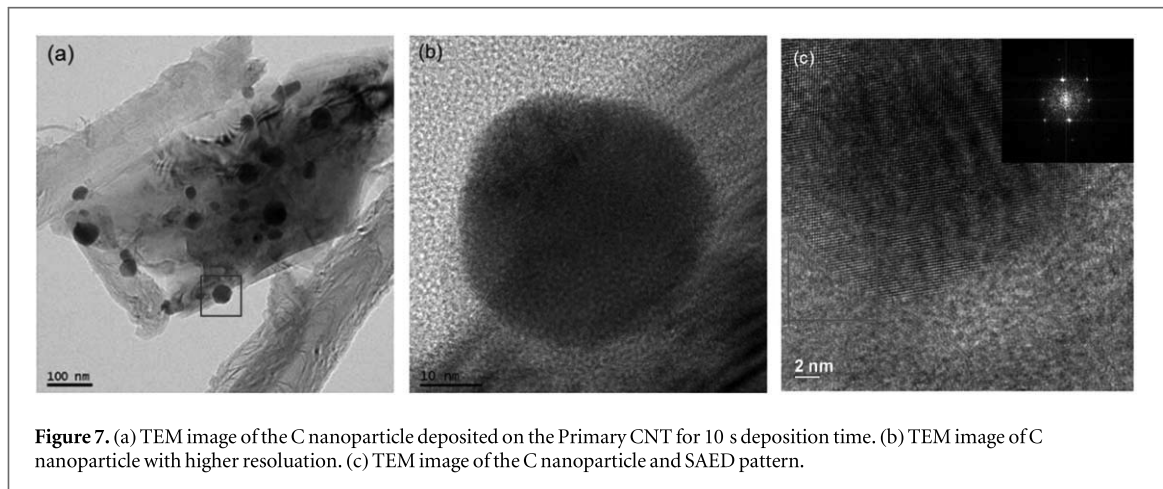 (a)
(b)
(c)
100 nm
10 nm
2 nm
Figure 7. (a) TEM image of the C nanoparticle deposited on the Primary CNT for 10 s deposition time. (b) TEM image of C
nanoparticle with higher resoluation. (c) TEM image of the C nanoparticle and SAED pattern.